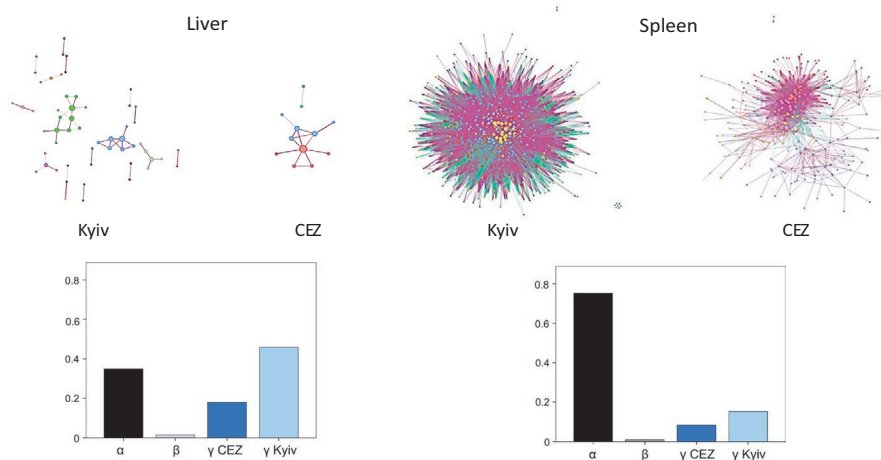 Liver
Spleen
Kyiv
CEZ
Kyiv
CEZ
0.8
0.6
0.4
0.2
0
α
β
γ CEZ
γ Kyiv
0.8
0.6
0.4
0.2
0
α
β
γ CEZ
γ Kyiv